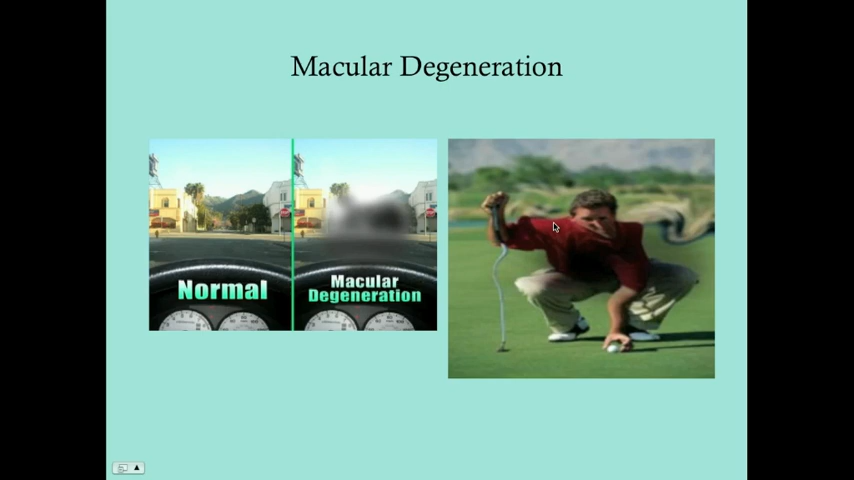 Macular Degeneration
Normal
Macular
Degeneration